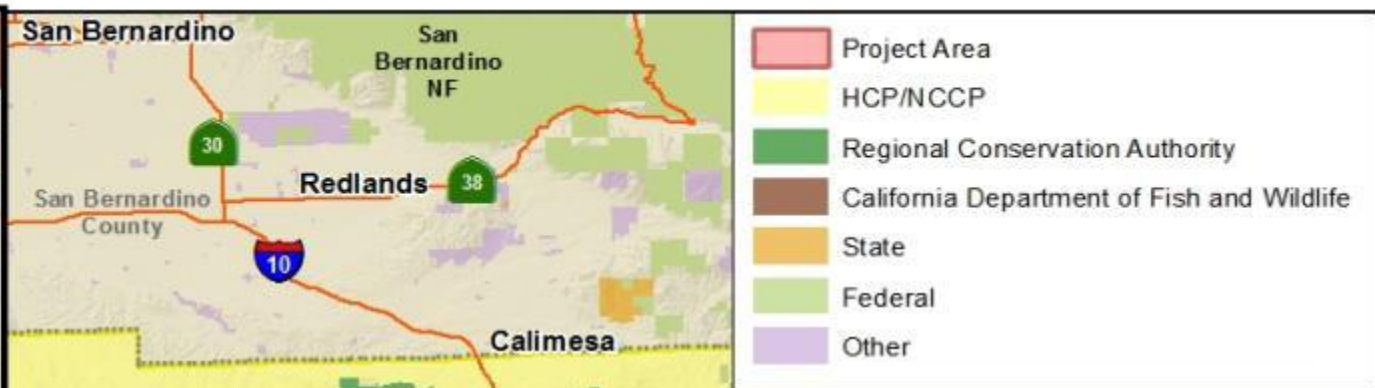 San Bernardino
San
Bernardino
NF
30
Redlands
38
San Bernardino
County
10
Calimesa
Project Area
HCP/NCCP
Regional Conservation Authority
California Department of Fish and Wildlife
State
Federal
Other